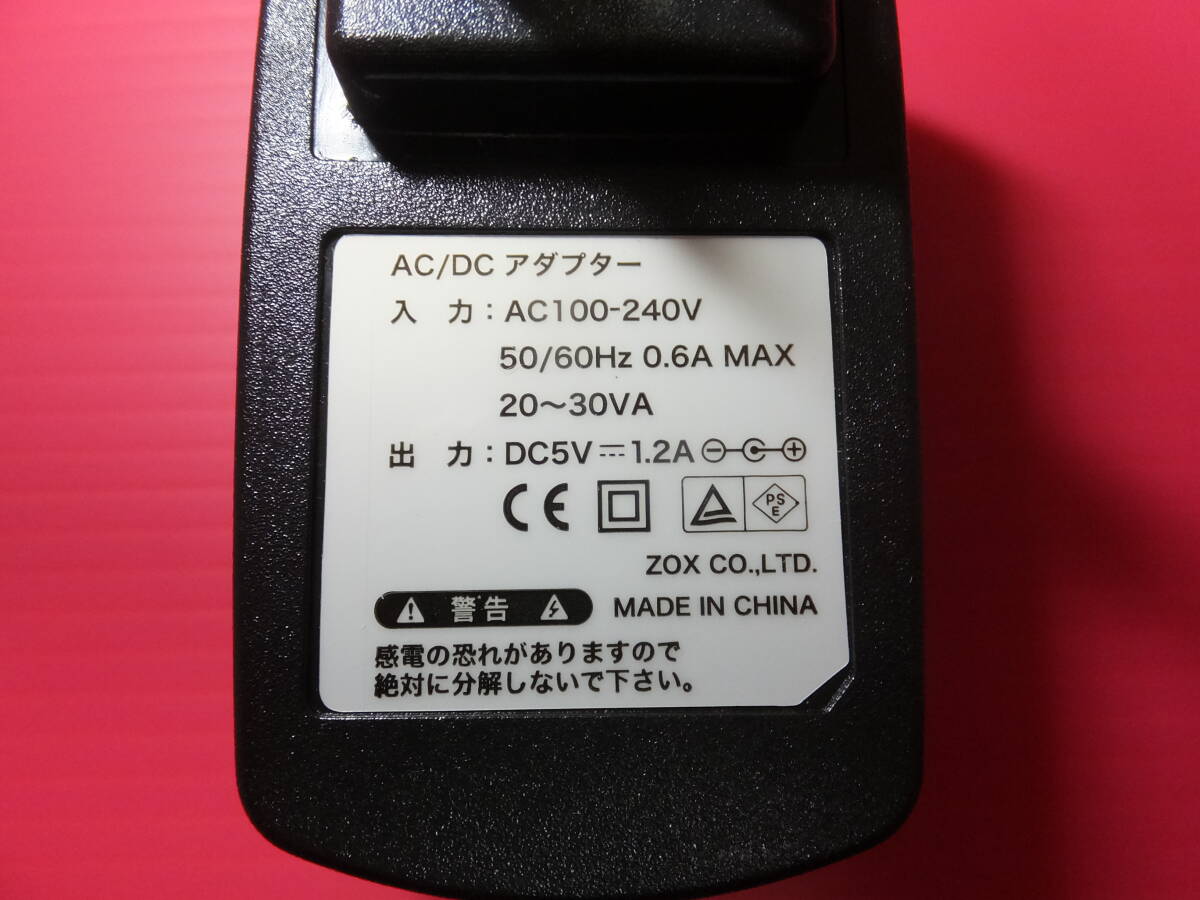 AC/DC アダプター
入 力:AC100-240V
50/60Hz 0.6A MAX
20〜30VA
出 力:DC5V⎓1.2A
CE PS E
ZOX CO.,LTD.
警告 MADE IN CHINA
感電の恐れがありますので
絶対に分解しないで下さい。